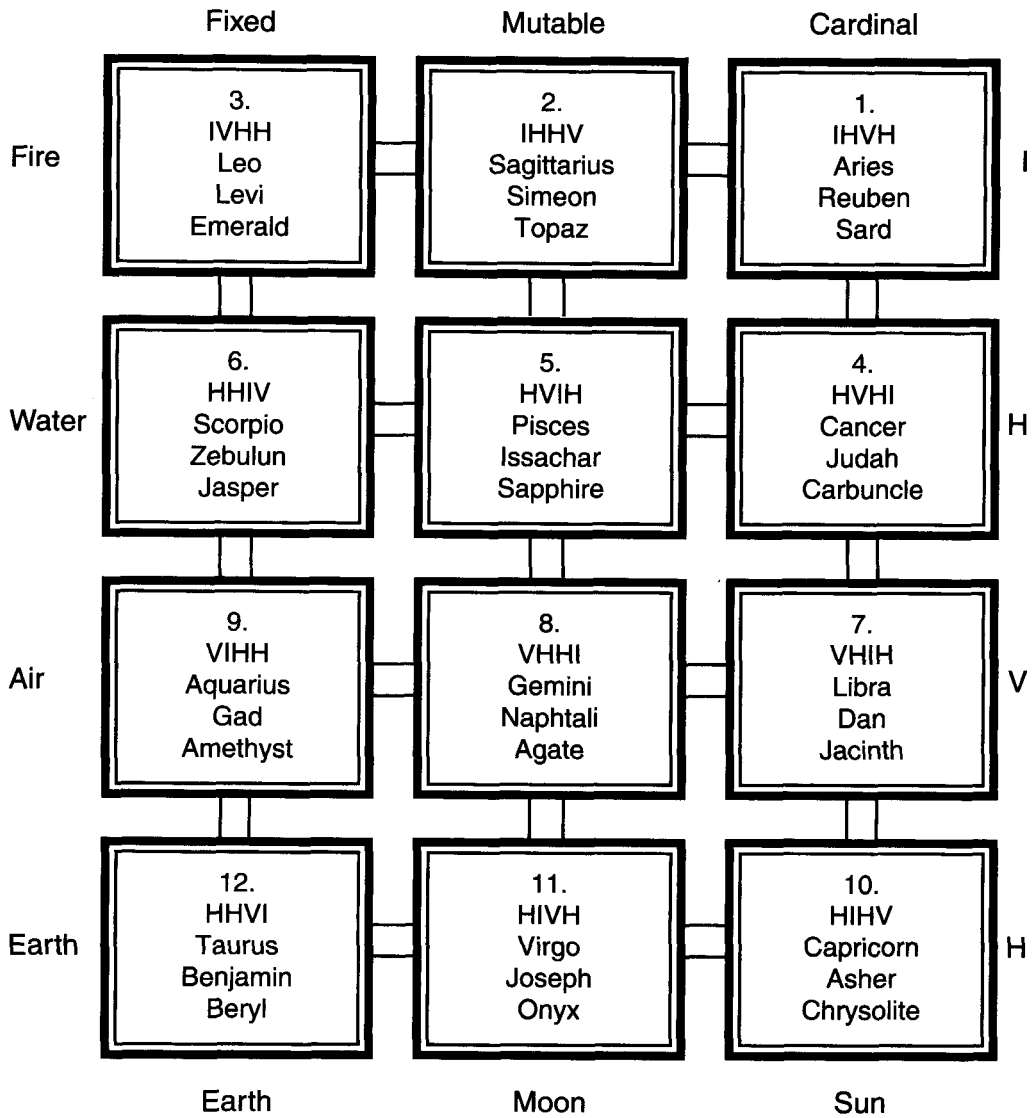 Fixed Mutable Cardinal
Fire
3.
IVHH
Leo
Levi
Emerald
2.
IHHV
Sagittarius
Simeon
Topaz
1.
IHVH
Aries
Reuben
Sard
I
Water
6.
HHIV
Scorpio
Zebulun
Jasper
5.
HVIH
Pisces
Issachar
Sapphire
4.
HVHI
Cancer
Judah
Carbuncle
H
Air
9.
VIHH
Aquarius
Gad
Amethyst
8.
VHHI
Gemini
Naphtali
Agate
7.
VHIH
Libra
Dan
Jacinth
V
Earth
12.
HHVI
Taurus
Benjamin
Beryl
11.
HIVH
Virgo
Joseph
Onyx
10.
HIHV
Capricorn
Asher
Chrysolite
H
Earth Moon Sun